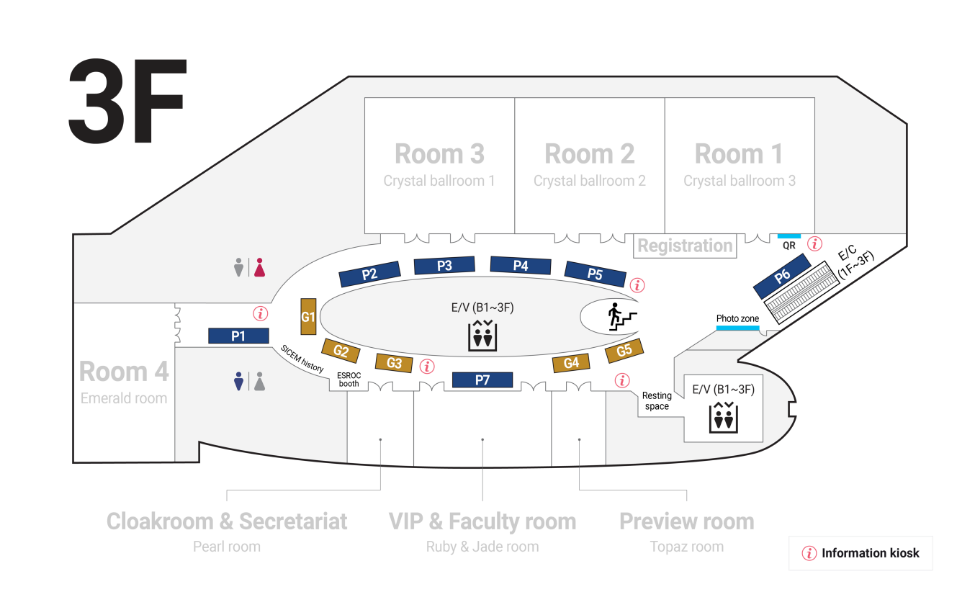 3F
Room 3
Crystal ballroom 1
Room 2
Crystal ballroom 2
Room 1
Crystal ballroom 3
Registration
QR
E/C
(1F~3F)
P2
P3
P4
P5
P6
E/V (B1~3F)
G1
P1
Photo zone
Room 4
Emerald room
SICEM history
G2
G3
G4
G5
ESROC
booth
P7
Resting
space
E/V (B1~3F)
Cloakroom & Secretariat
Pearl room
VIP & Faculty room
Ruby & Jade room
Preview room
Topaz room
Information kiosk